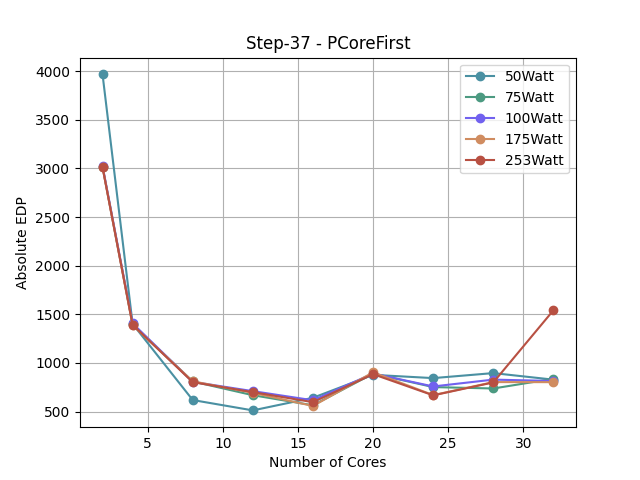 Step-37 - PCoreFirst
50Watt
75Watt
100Watt
175Watt
253Watt
Absolute EDP
4000
3500
3000
2500
2000
1500
1000
500
5
10
15
20
25
30
Number of Cores